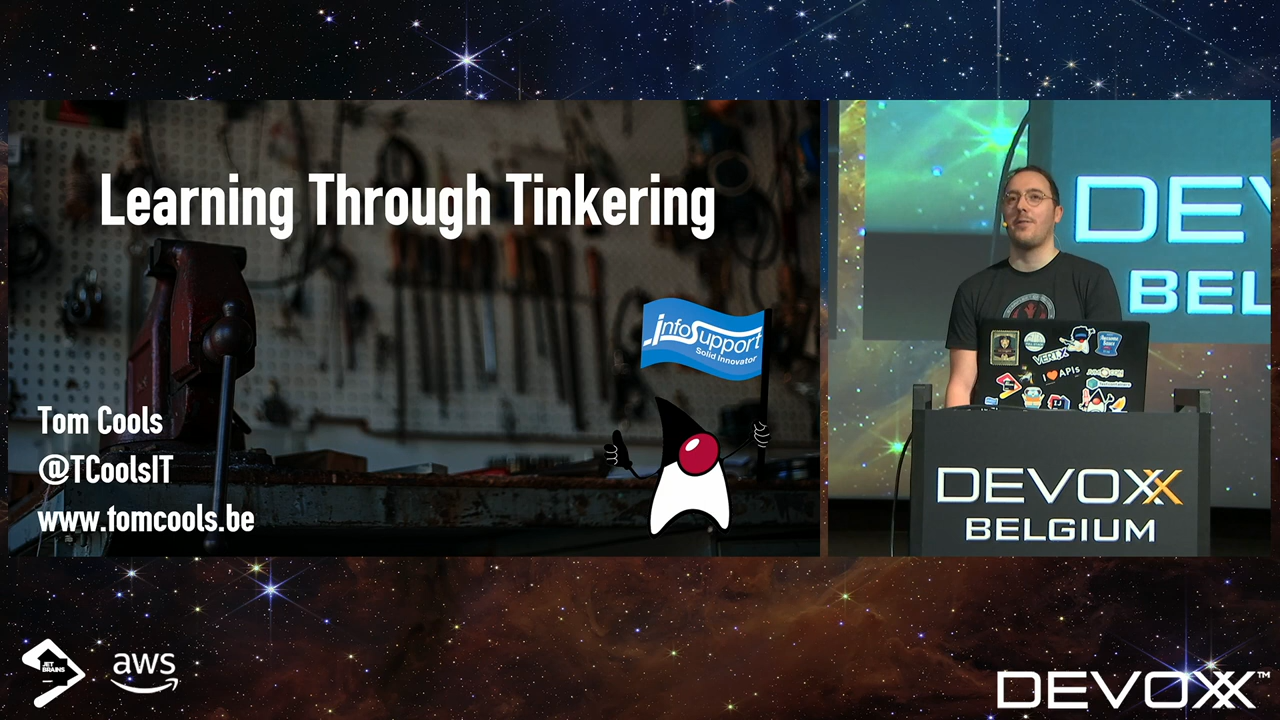 Learning Through Tinkering
infoSupport
Solid Innovator
Tom Cools
@TCoolsIT
www.tomcools.be
DEV
BEL
VERTX
I ❤ APIs
DEVOXX
BELGIUM
JET
BRAINS
aws
DEVOXX™